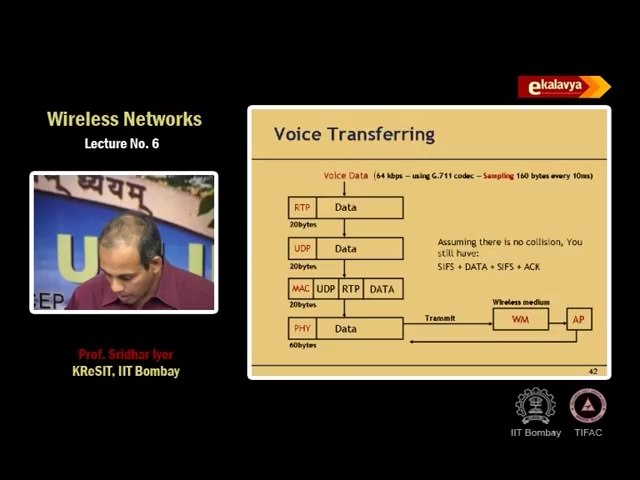 ekalavya
Wireless Networks
Lecture No. 6
Voice Transferring
Voice Data (64 kbps – using G.711 codec – Sampling 160 bytes every 10ms)
RTP Data
20bytes
UDP Data
20bytes
Assuming there is no collision, You
still have:
SIFS + DATA + SIFS + ACK
MAC UDP RTP DATA
20bytes
Wireless medium
PHY Data
Transmit
WM
AP
60bytes
42
Prof. Sridhar Iyer
KReSIT, IIT Bombay
IIT Bombay
TIFAC